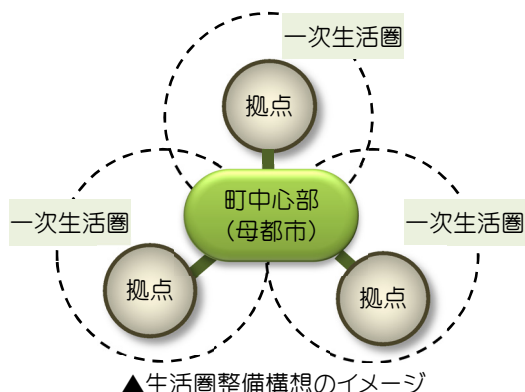 一次生活圏
拠点
町中心部
（母都市）
一次生活圏
一次生活圏
拠点
拠点
▲生活圏整備構想のイメージ